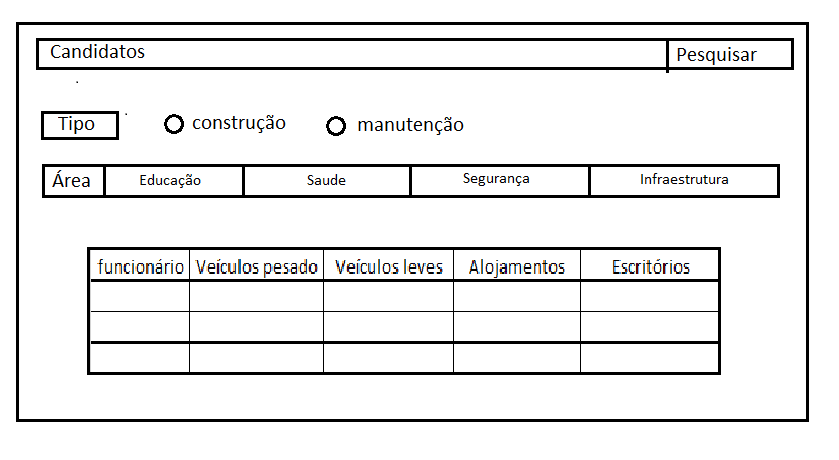 Candidatos Pesquisar
Tipo construção manutenção
Área Educação Saude Segurança Infraestrutura
funcionário Veículos pesado Veículos leves Alojamentos Escritórios